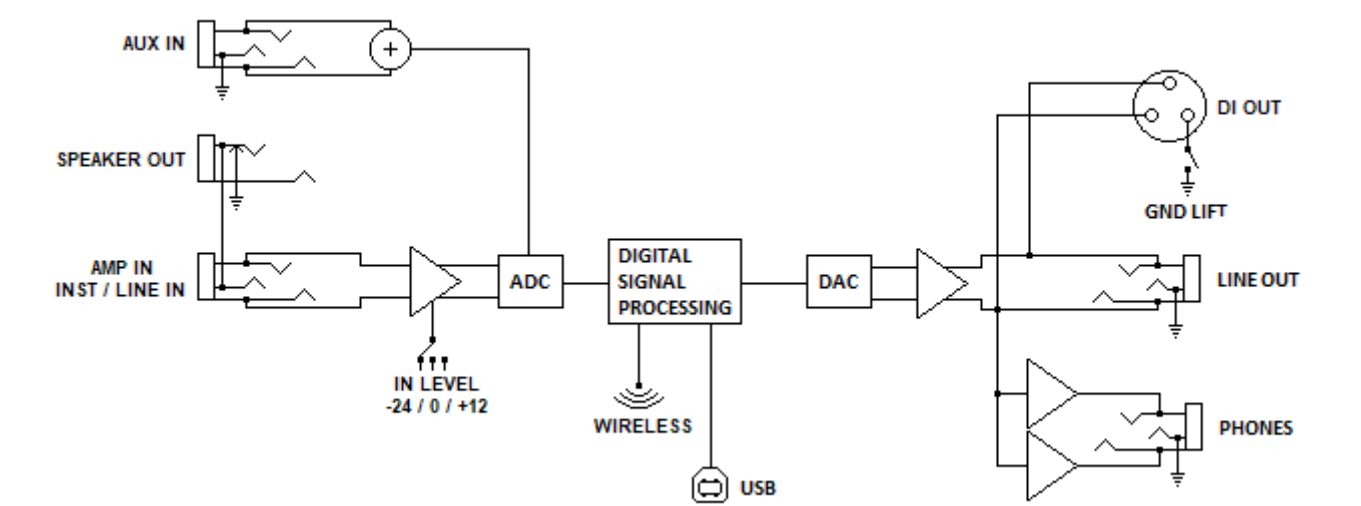 AUX IN
SPEAKER OUT
AMP IN
INST / LINE IN
IN LEVEL
-24 / 0 / +12
ADC
DIGITAL
SIGNAL
PROCESSING
WIRELESS
USB
DAC
DI OUT
GND LIFT
LINE OUT
PHONES